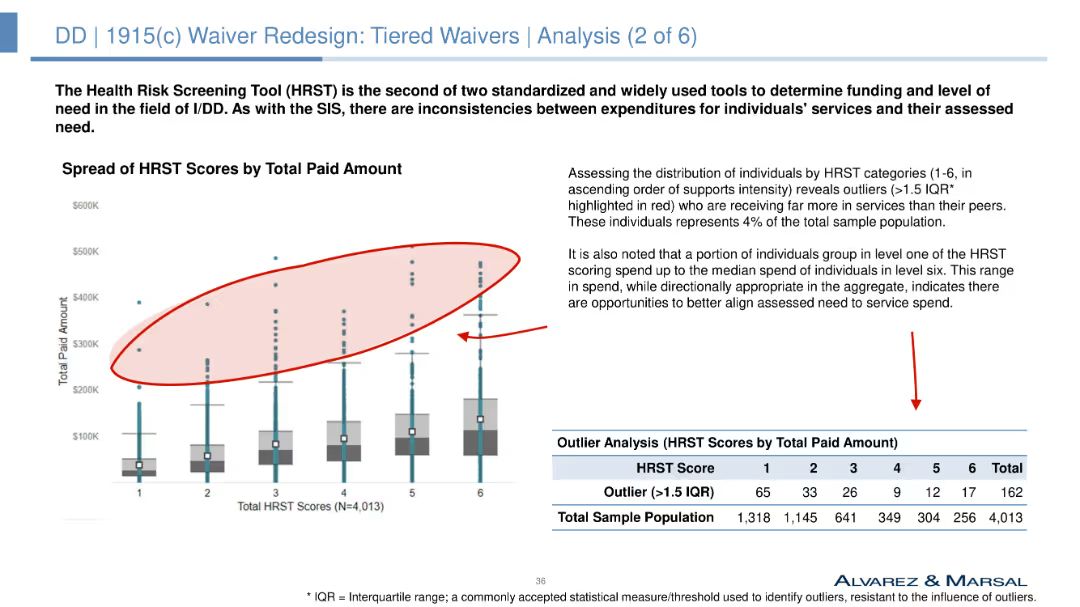 DD | 1915(c) Waiver Redesign: Tiered Waivers | Analysis (2 of 6)
The Health Risk Screening Tool (HRST) is the second of two standardized and widely used tools to determine funding and level of
need in the field of I/DD. As with the SIS, there are inconsistencies between expenditures for individuals' services and their assessed
need.
Spread of HRST Scores by Total Paid Amount
$600K
$500K
$400K
$300K
$200K
$100K
Total Paid Amount
1 2 3 4 5 6
Total HRST Scores (N=4,013)
Assessing the distribution of individuals by HRST categories (1-6, in
ascending order of supports intensity) reveals outliers (>1.5 IQR*
highlighted in red) who are receiving far more in services than their peers.
These individuals represents 4% of the total sample population.
It is also noted that a portion of individuals group in level one of the HRST
scoring spend up to the median spend of individuals in level six. This range
in spend, while directionally appropriate in the aggregate, indicates there
are opportunities to better align assessed need to service spend.
Outlier Analysis (HRST Scores by Total Paid Amount)
HRST Score 1 2 3 4 5 6 Total
Outlier (>1.5 IQR) 65 33 26 9 12 17 162
Total Sample Population 1,318 1,145 641 349 304 256 4,013
36
ALVAREZ & MARSAL
* IQR = Interquartile range; a commonly accepted statistical measure/threshold used to identify outliers, resistant to the influence of outliers.